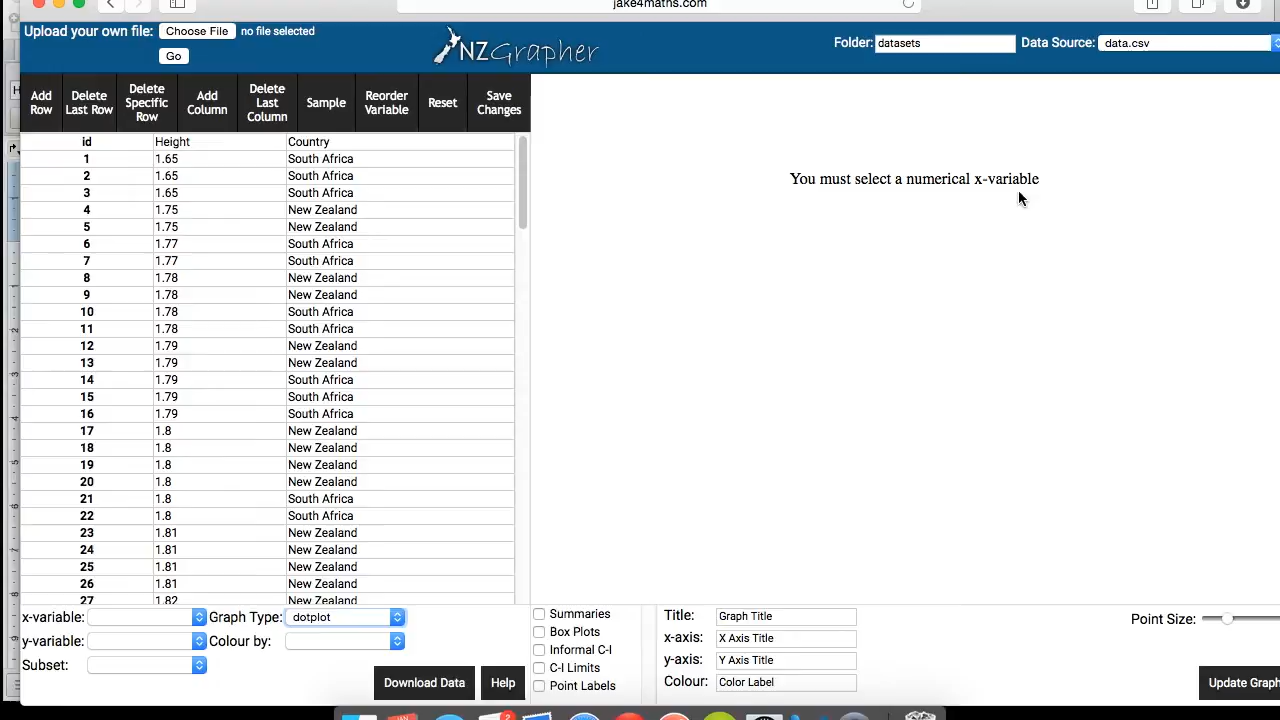 jake4maths.com
Upload your own file: Choose File no file selected
Go
NZGrapher
Folder: datasets Data Source: data.csv
Add Row Delete Last Row Delete Specific Row Add Column Delete Last Column Sample Reorder Variable Reset Save Changes
id Height Country
1 1.65 South Africa
2 1.65 South Africa
3 1.65 South Africa
4 1.75 New Zealand
5 1.75 New Zealand
6 1.77 South Africa
7 1.77 South Africa
8 1.78 New Zealand
9 1.78 New Zealand
10 1.78 South Africa
11 1.78 South Africa
12 1.79 New Zealand
13 1.79 New Zealand
14 1.79 South Africa
15 1.79 South Africa
16 1.79 South Africa
17 1.8 New Zealand
18 1.8 New Zealand
19 1.8 New Zealand
20 1.8 New Zealand
21 1.8 South Africa
22 1.8 South Africa
23 1.81 New Zealand
24 1.81 New Zealand
25 1.81 New Zealand
26 1.81 New Zealand
27 1.82 New Zealand
You must select a numerical x-variable
x-variable: Graph Type: dotplot
y-variable: Colour by:
Subset:
Download Data Help
Summaries
Box Plots
Informal C-I
C-I Limits
Point Labels
Title: Graph Title
x-axis: X Axis Title
y-axis: Y Axis Title
Colour: Color Label
Point Size:
Update Graph